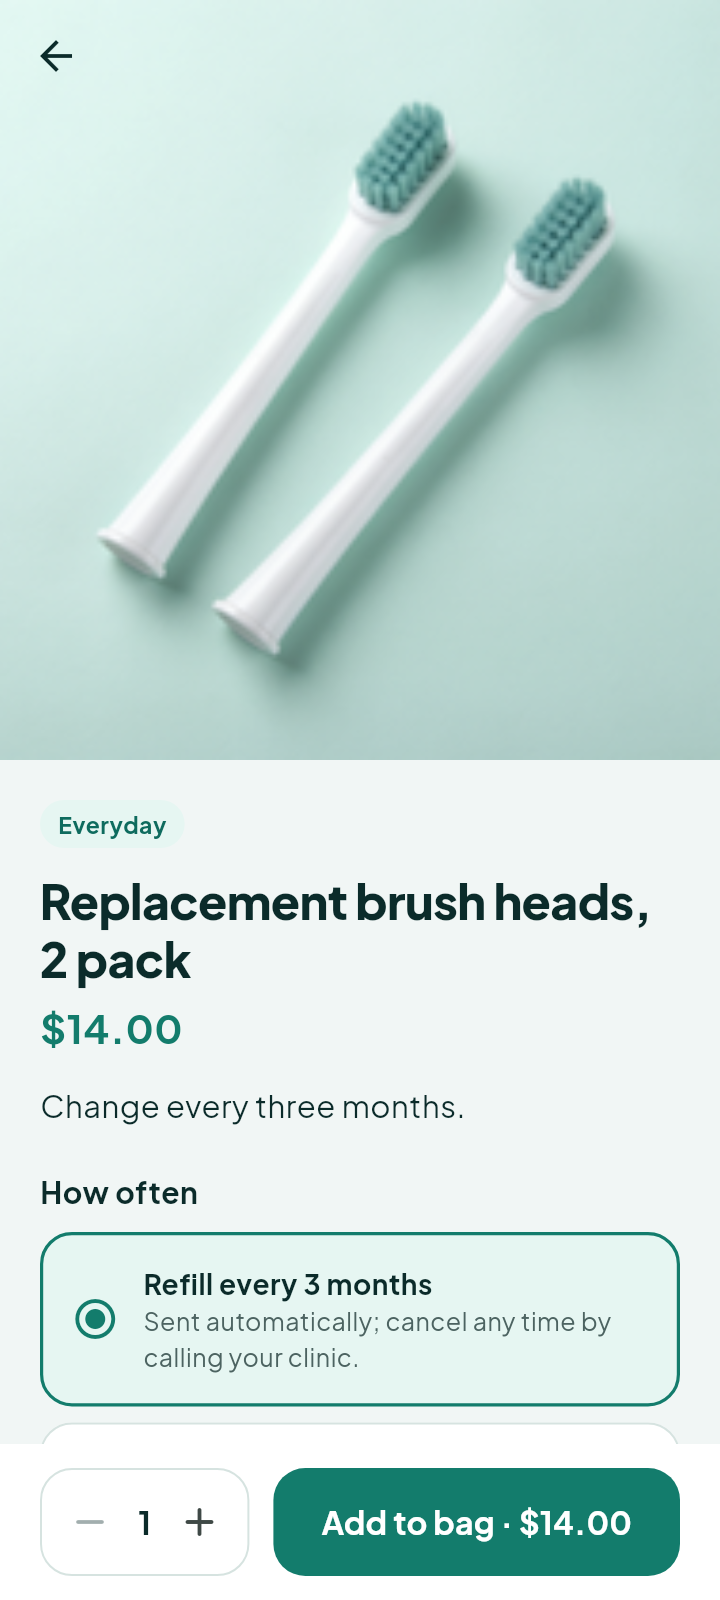 Everyday
Replacement brush heads,
2 pack
$14.00
Change every three months.
How often
Refill every 3 months
Sent automatically; cancel any time by
calling your clinic.
1
Add to bag · $14.00